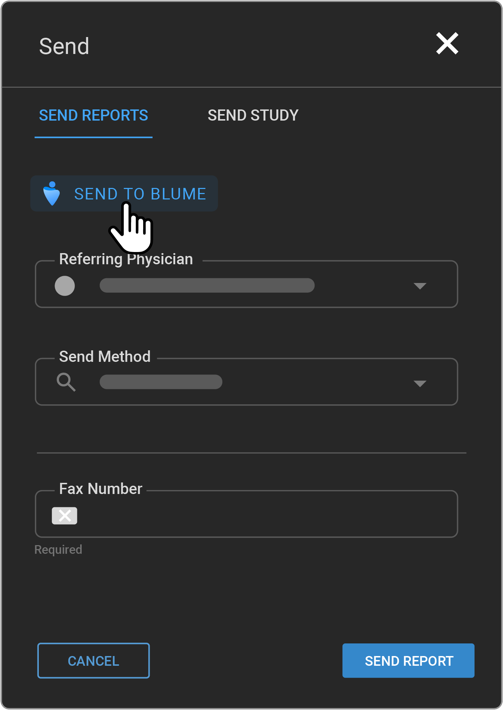 Send
SEND REPORTS
SEND STUDY
SEND TO BLUME
Referring Physician
Send Method
Fax Number
Required
CANCEL
SEND REPORT